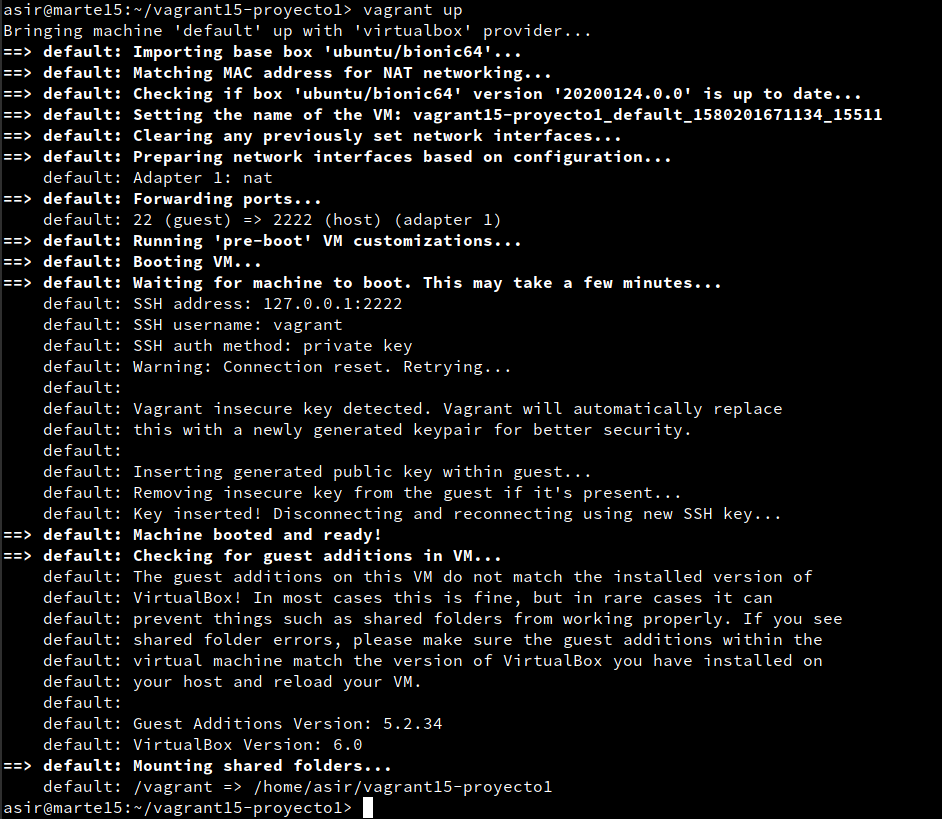 asir@marte15:~/vagrant15-proyecto1> vagrant up
Bringing machine 'default' up with 'virtualbox' provider...
==> default: Importing base box 'ubuntu/bionic64'...
==> default: Matching MAC address for NAT networking...
==> default: Checking if box 'ubuntu/bionic64' version '20200124.0.0' is up to date...
==> default: Setting the name of the VM: vagrant15-proyecto1_default_1580201671134_15511
==> default: Clearing any previously set network interfaces...
==> default: Preparing network interfaces based on configuration...
    default: Adapter 1: nat
==> default: Forwarding ports...
    default: 22 (guest) => 2222 (host) (adapter 1)
==> default: Running 'pre-boot' VM customizations...
==> default: Booting VM...
==> default: Waiting for machine to boot. This may take a few minutes...
    default: SSH address: 127.0.0.1:2222
    default: SSH username: vagrant
    default: SSH auth method: private key
    default: Warning: Connection reset. Retrying...
    default:
    default: Vagrant insecure key detected. Vagrant will automatically replace
    default: this with a newly generated keypair for better security.
    default:
    default: Inserting generated public key within guest...
    default: Removing insecure key from the guest if it's present...
    default: Key inserted! Disconnecting and reconnecting using new SSH key...
==> default: Machine booted and ready!
==> default: Checking for guest additions in VM...
    default: The guest additions on this VM do not match the installed version of
    default: VirtualBox! In most cases this is fine, but in rare cases it can
    default: prevent things such as shared folders from working properly. If you see
    default: shared folder errors, please make sure the guest additions within the
    default: virtual machine match the version of VirtualBox you have installed on
    default: your host and reload your VM.
    default:
    default: Guest Additions Version: 5.2.34
    default: VirtualBox Version: 6.0
==> default: Mounting shared folders...
    default: /vagrant => /home/asir/vagrant15-proyecto1
asir@marte15:~/vagrant15-proyecto1>